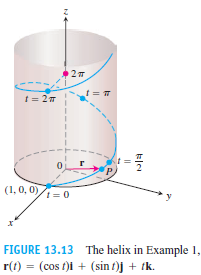 z
2π
t = 2π
t = π
0
r
P
t = π/2
(1, 0, 0)
t = 0
y
x
FIGURE 13.13 The helix in Example 1,
r(t) = (cos t)i + (sin t)j + tk.